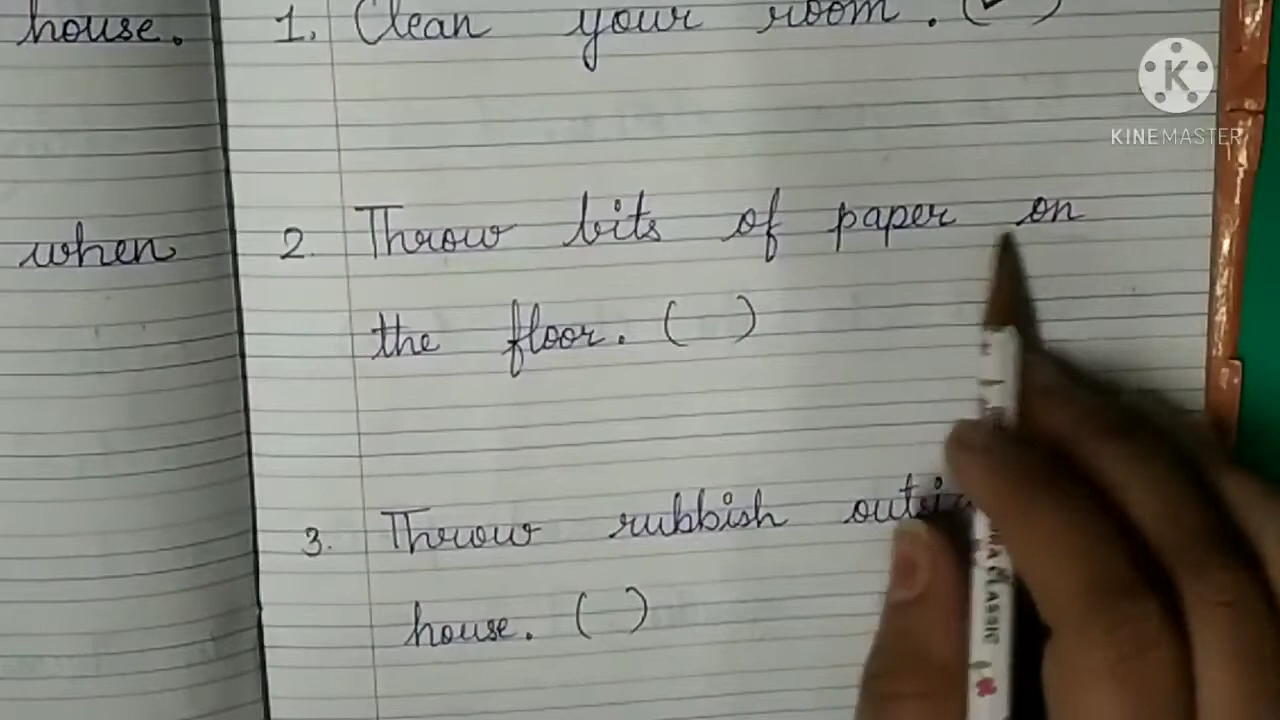 house.
1. Clean your room. (✓)
when
2. Throw bits of paper on
the floor. ( )
3. Throw rubbish
house. ( )
KINEMASTER